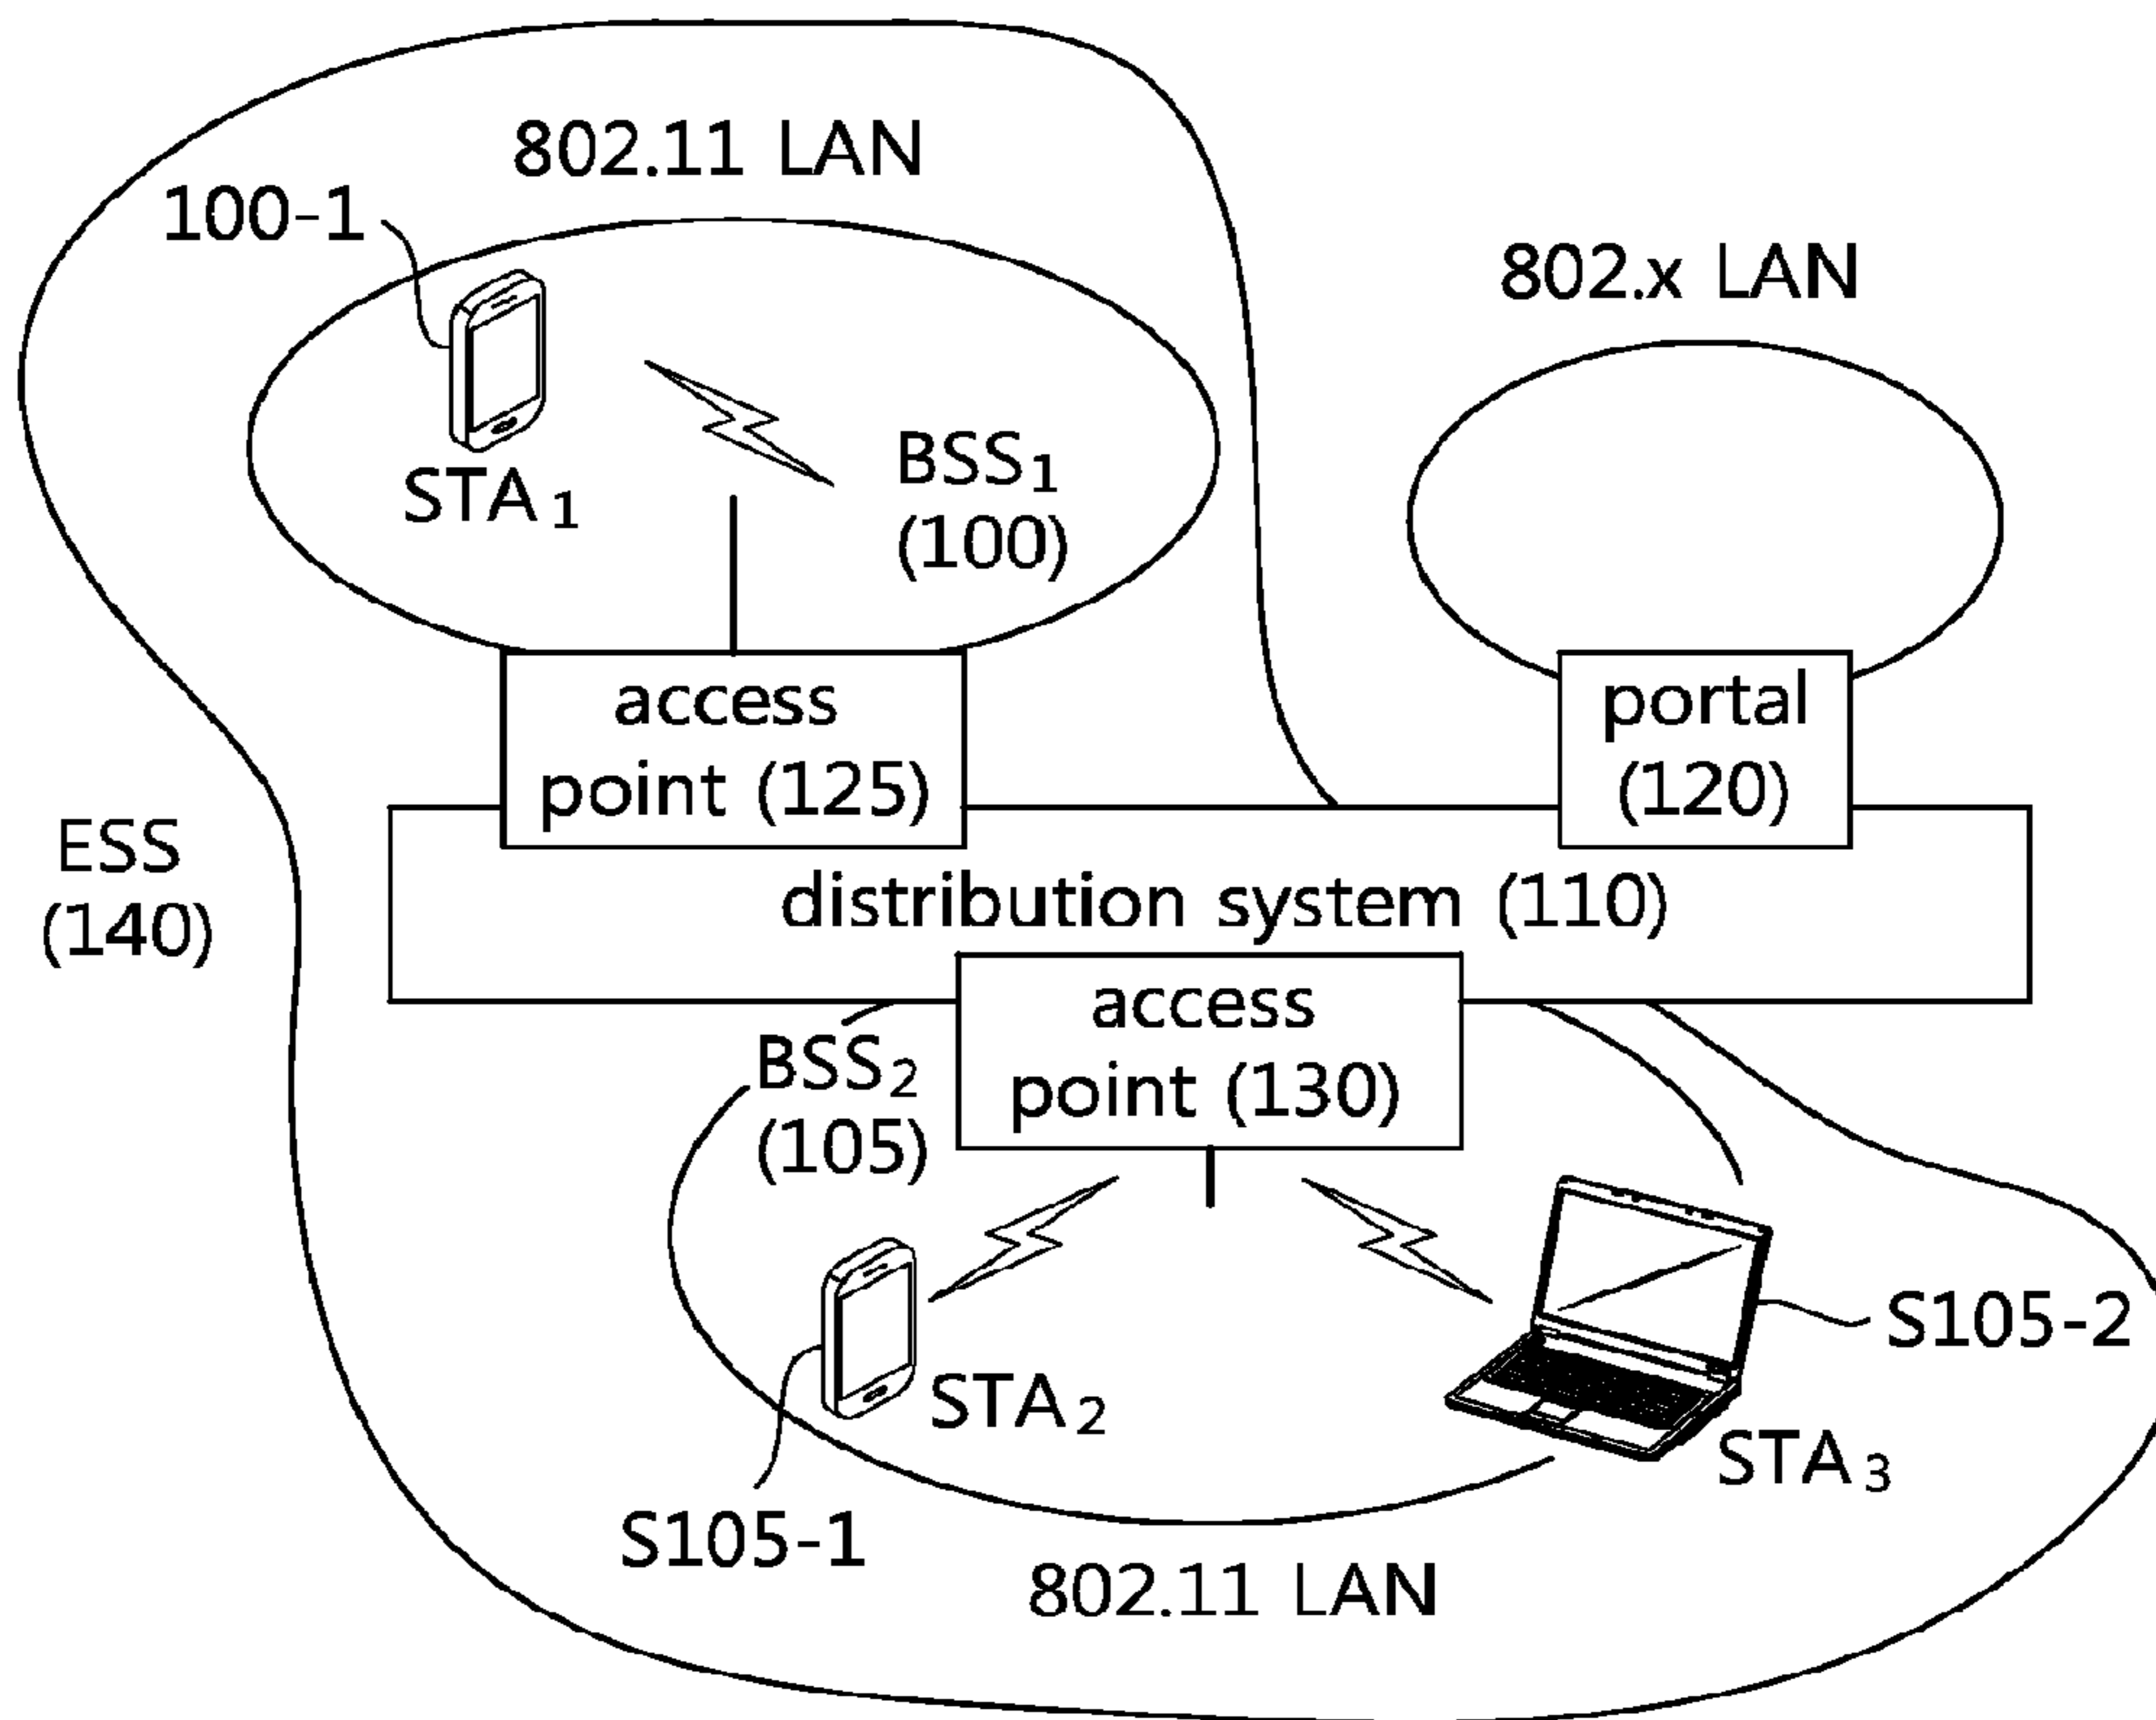 802.11 LAN
100-1
802.x LAN
STA1
BSS1
(100)
access
point (125)
portal
(120)
ESS
(140)
distribution system (110)
access
point (130)
BSS2
(105)
S105-2
STA2
STA3
S105-1
802.11 LAN